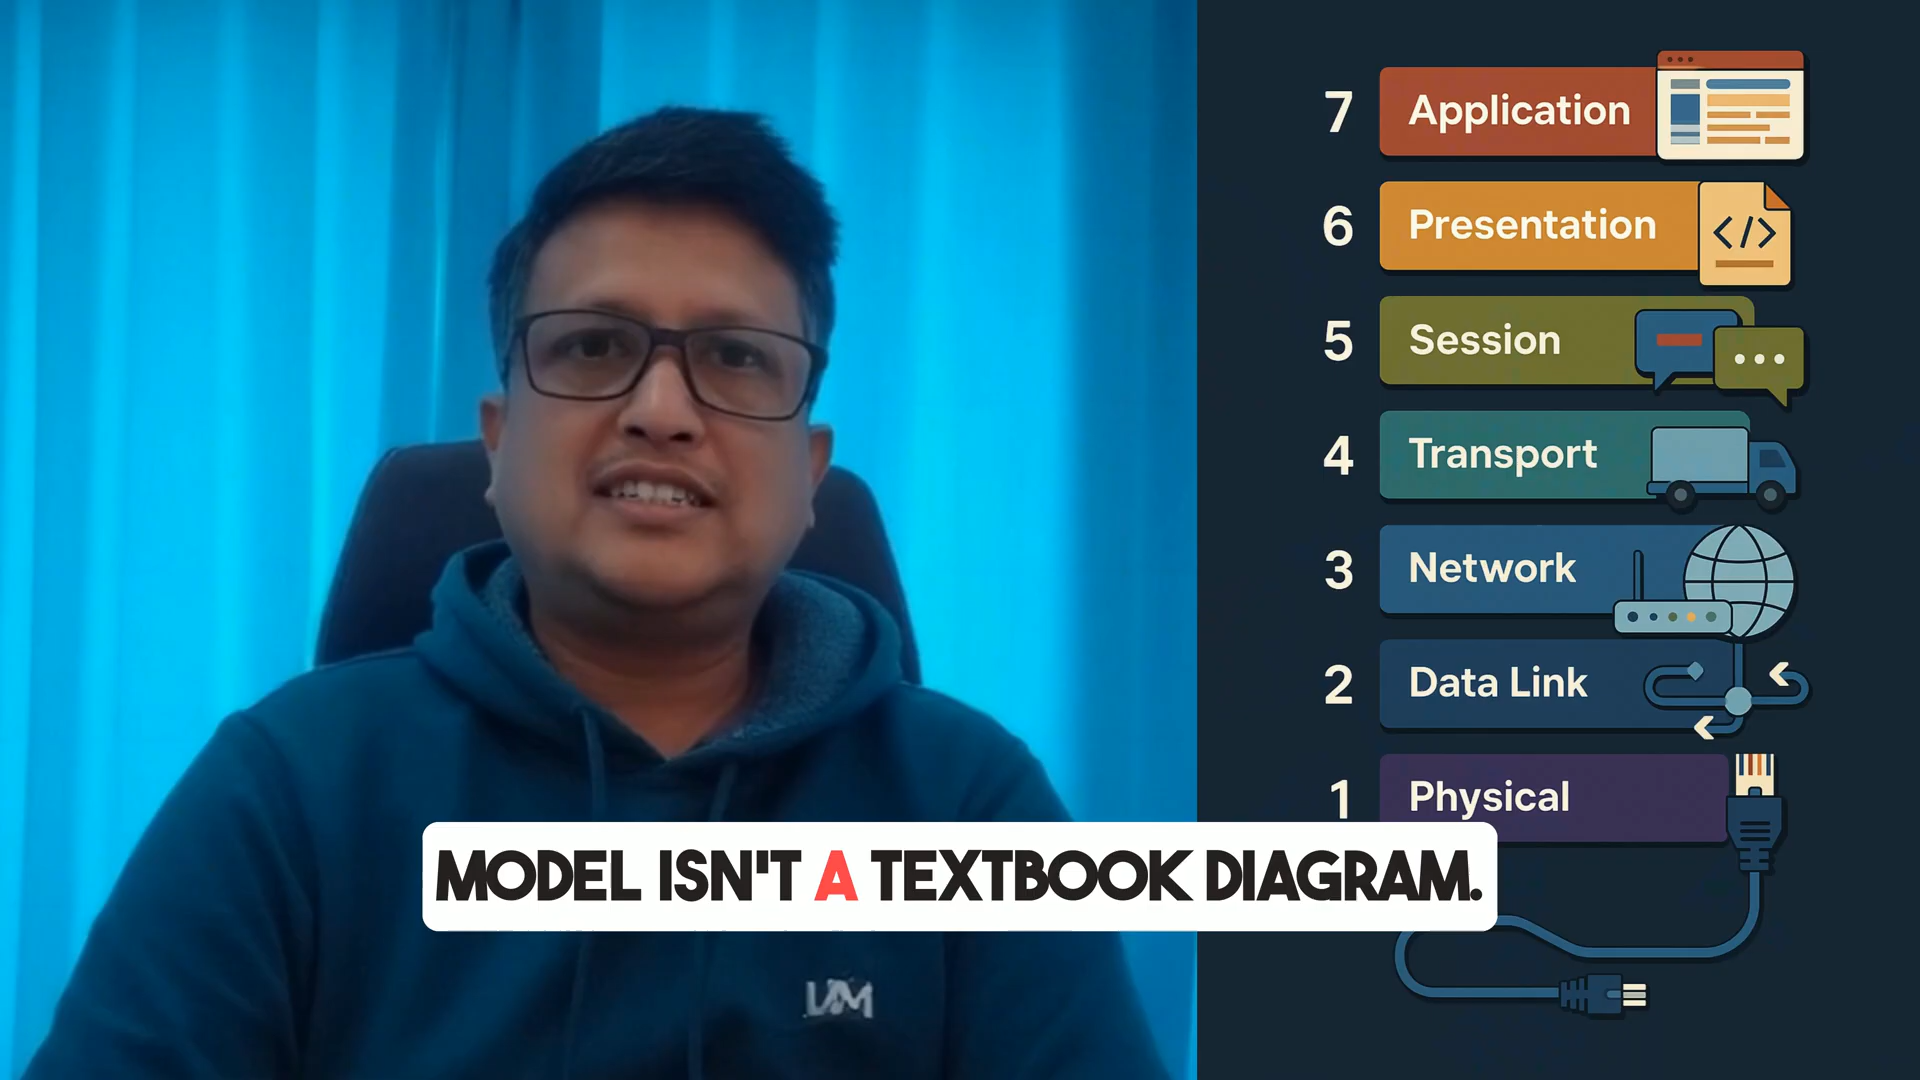 7 Application
6 Presentation
</>
5 Session
4 Transport
3 Network
2 Data Link
1 Physical
MODEL ISN'T A TEXTBOOK DIAGRAM.